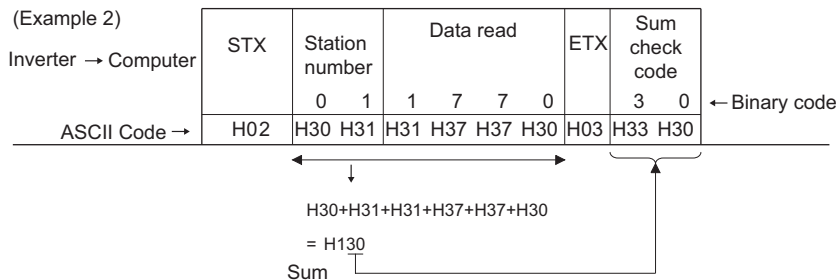 (Example 2)
Inverter → Computer
STX Station number Data read ETX Sum check code
0 1 1 7 7 0 3 0 ← Binary code
ASCII Code → H02 H30 H31 H31 H37 H37 H30 H03 H33 H30
H30+H31+H31+H37+H37+H30
= H130
Sum